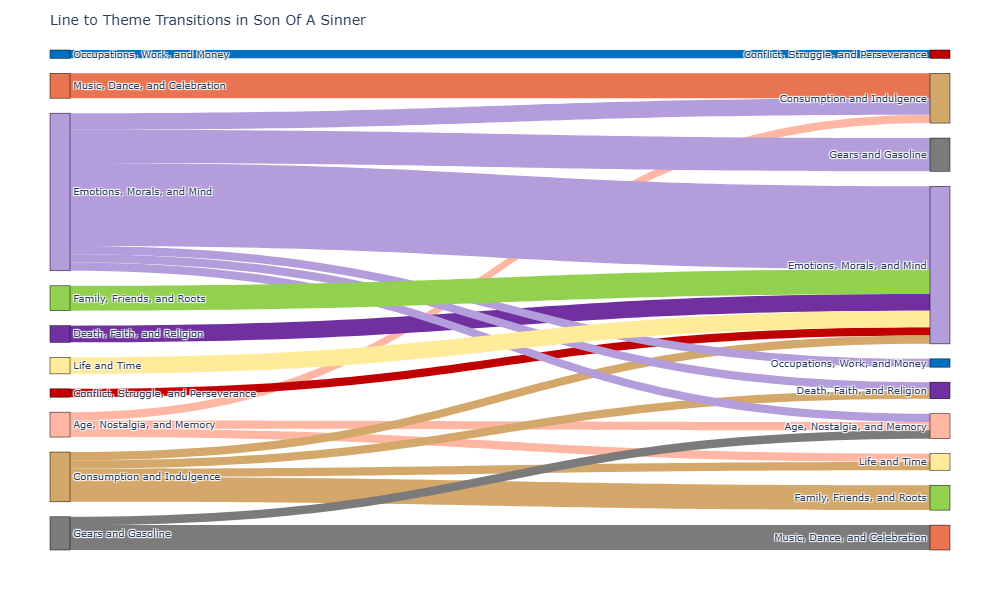 Line to Theme Transitions in Son Of A Sinner
Occupations, Work, and Money
Conflict, Struggle, and Perseverance
Music, Dance, and Celebration
Consumption and Indulgence
Gears and Gasoline
Emotions, Morals, and Mind
Emotions, Morals, and Mind
Family, Friends, and Roots
Death, Faith, and Religion
Life and Time
Occupations, Work, and Money
Conflict, Struggle, and Perseverance
Death, Faith, and Religion
Age, Nostalgia, and Memory
Age, Nostalgia, and Memory
Life and Time
Consumption and Indulgence
Family, Friends, and Roots
Gears and Gasoline
Music, Dance, and Celebration